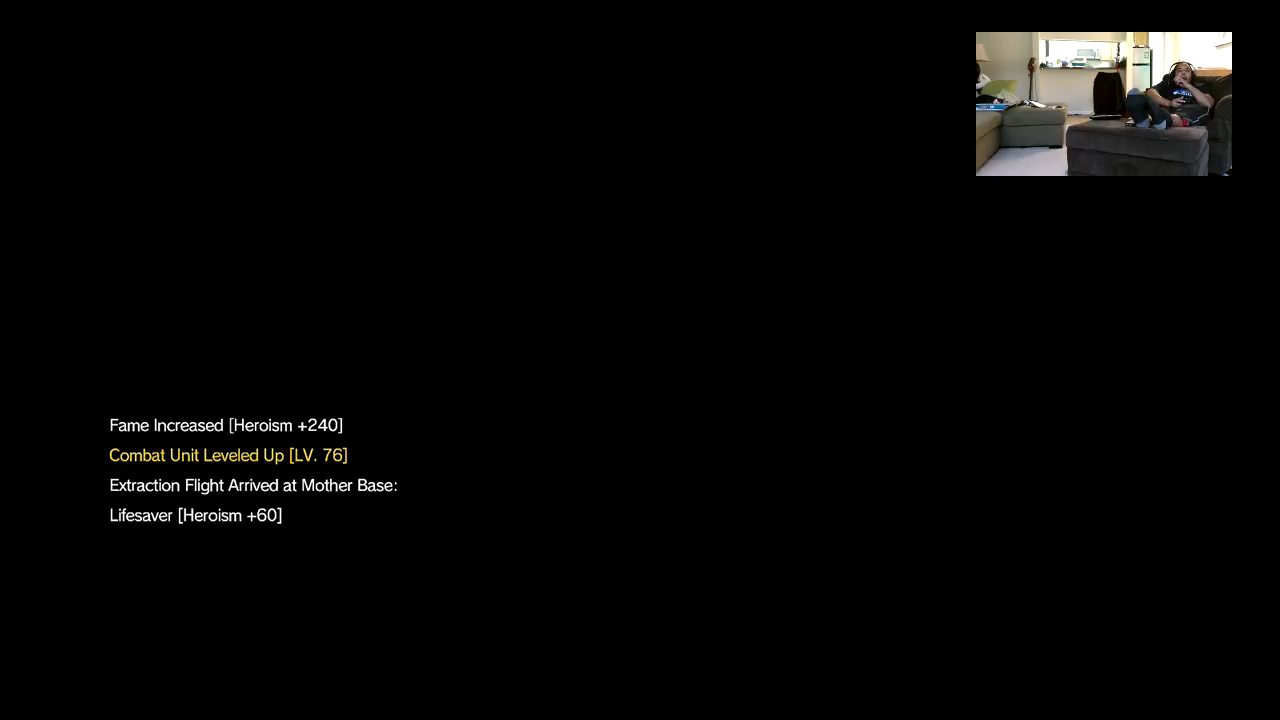 Fame Increased [Heroism +240]
Combat Unit Leveled Up [LV. 76]
Extraction Flight Arrived at Mother Base:
Lifesaver [Heroism +60]